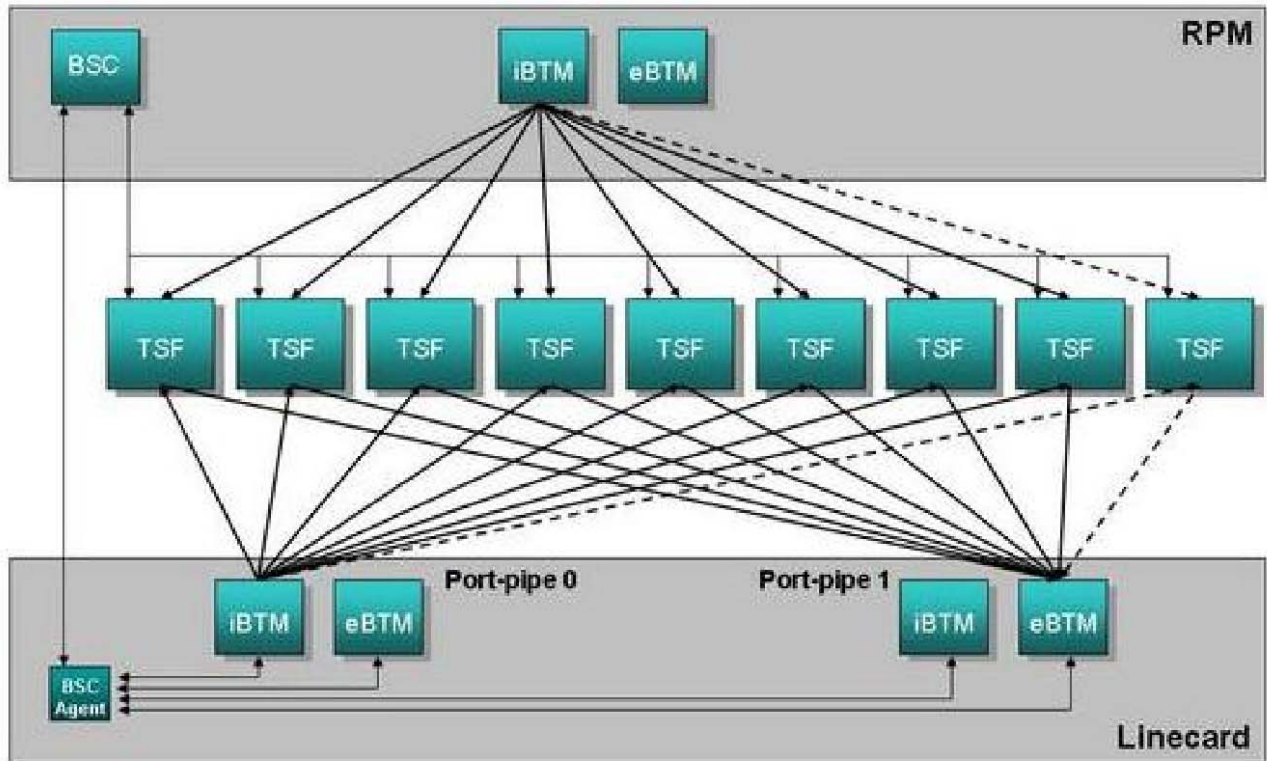 RPM
BSC
iBTM
eBTM
TSF
TSF
TSF
TSF
TSF
TSF
TSF
TSF
TSF
Port-pipe 0
Port-pipe 1
iBTM
eBTM
iBTM
eBTM
BSC
Agent
Linecard